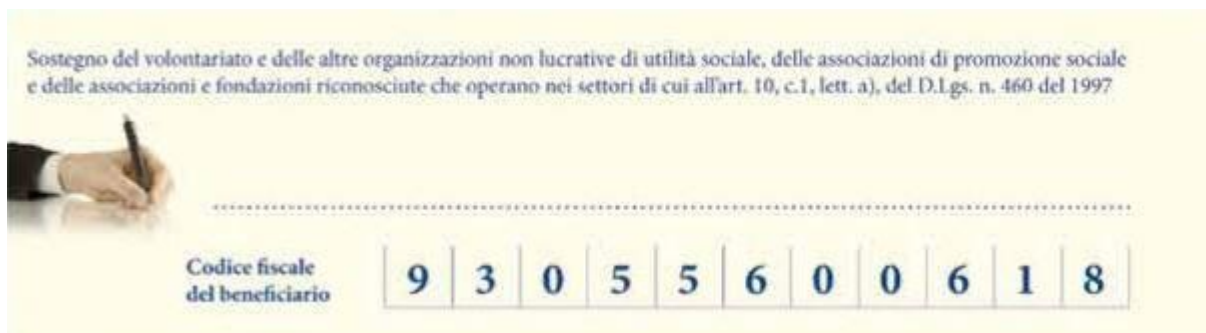 Sostegno del volontariato e delle altre organizzazioni non lucrative di utilità sociale, delle associazioni di promozione sociale
e delle associazioni e fondazioni riconosciute che operano nei settori di cui all'art. 10, c.1, lett. a), del D.Lgs. n. 460 del 1997
Codice fiscale
del beneficiario
9 3 0 5 5 6 0 0 6 1 8